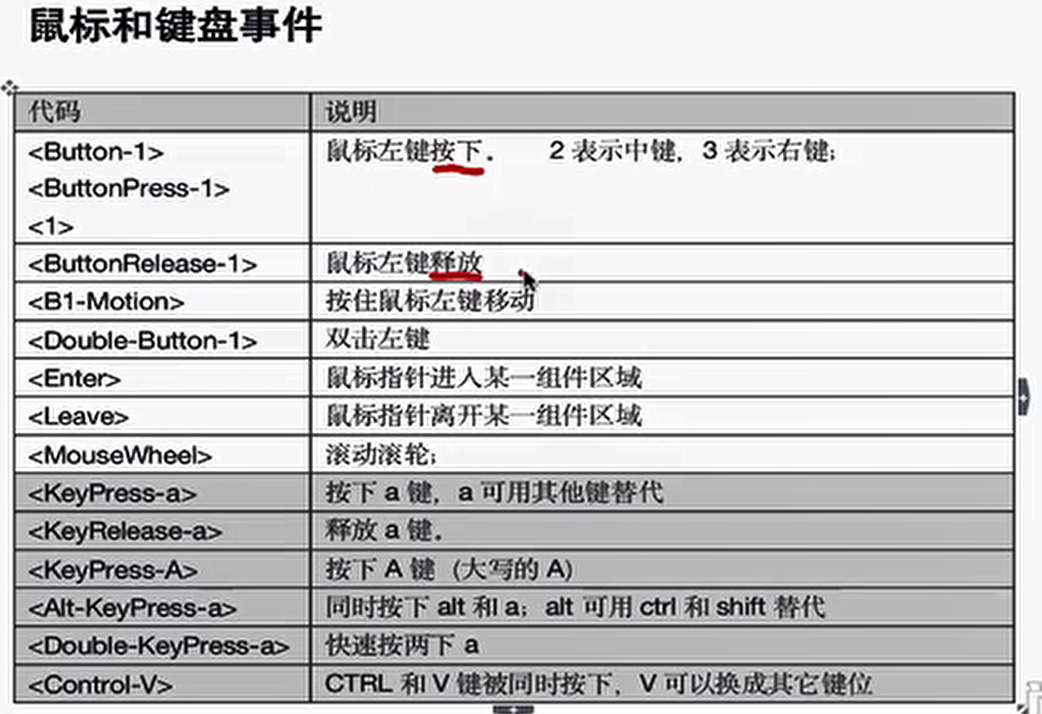 鼠标和键盘事件
代码 说明
<Button-1> 鼠标左键按下. 2 表示中键, 3 表示右键;
<ButtonPress-1>
<1>
<ButtonRelease-1> 鼠标左键释放
<B1-Motion> 按住鼠标左键移动
<Double-Button-1> 双击左键
<Enter> 鼠标指针进入某一组件区域
<Leave> 鼠标指针离开某一组件区域
<MouseWheel> 滚动滚轮;
<KeyPress-a> 按下 a 键, a 可用其他键替代
<KeyRelease-a> 释放 a 键.
<KeyPress-A> 按下 A 键 (大写的 A)
<Alt-KeyPress-a> 同时按下 alt 和 a; alt 可用 ctrl 和 shift 替代
<Double-KeyPress-a> 快速按两下 a
<Control-V> CTRL 和 V 键被同时按下, V 可以换成其它键位